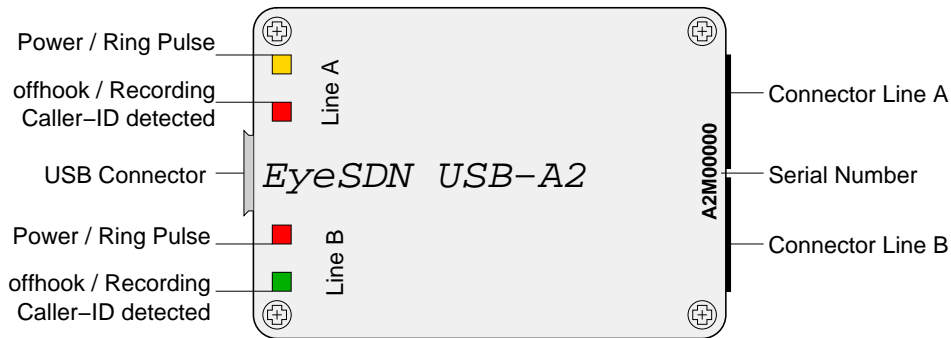 Power / Ring Pulse
offhook / Recording
Caller−ID detected
USB Connector
Power / Ring Pulse
offhook / Recording
Caller−ID detected
Line A
EyeSDN USB−A2
Line B
A2M00000
Connector Line A
Serial Number
Connector Line B